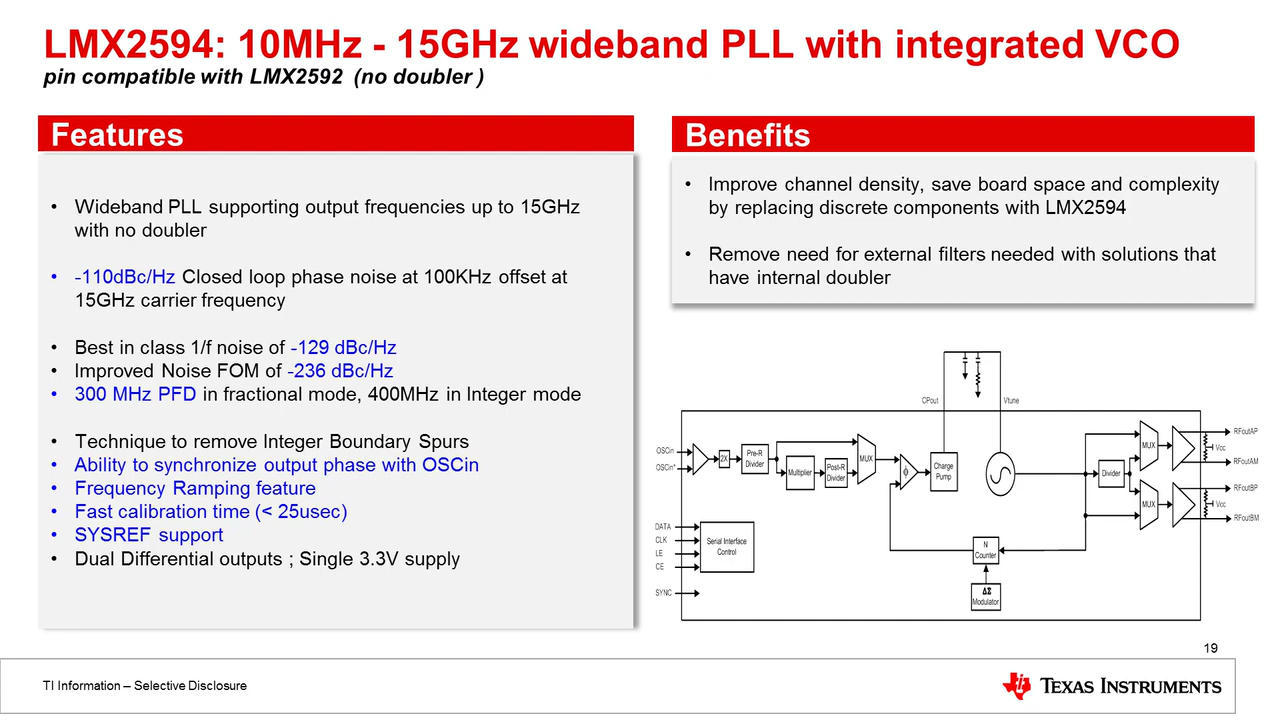 LMX2594: 10MHz - 15GHz wideband PLL with integrated VCO
pin compatible with LMX2592 (no doubler )
Features
• Wideband PLL supporting output frequencies up to 15GHz
with no doubler
• -110dBc/Hz Closed loop phase noise at 100KHz offset at
15GHz carrier frequency
• Best in class 1/f noise of -129 dBc/Hz
• Improved Noise FOM of -236 dBc/Hz
• 300 MHz PFD in fractional mode, 400MHz in Integer mode
• Technique to remove Integer Boundary Spurs
• Ability to synchronize output phase with OSCin
• Frequency Ramping feature
• Fast calibration time (< 25usec)
• SYSREF support
• Dual Differential outputs ; Single 3.3V supply
Benefits
• Improve channel density, save board space and complexity
by replacing discrete components with LMX2594
• Remove need for external filters needed with solutions that
have internal doubler
CPout
Vtune
OSCin
OSCin*
2X
Pre-R
Divider
Multiplier
Post-R
Divider
MUX
ϕ
Charge
Pump
Divider
MUX
MUX
Vcc
Vcc
RFoutAP
RFoutAM
RFoutBP
RFoutBM
DATA
CLK
LE
CE
SYNC
Serial Interface
Control
N
Counter
ΔΣ
Modulator
19
TI Information – Selective Disclosure
TEXAS INSTRUMENTS